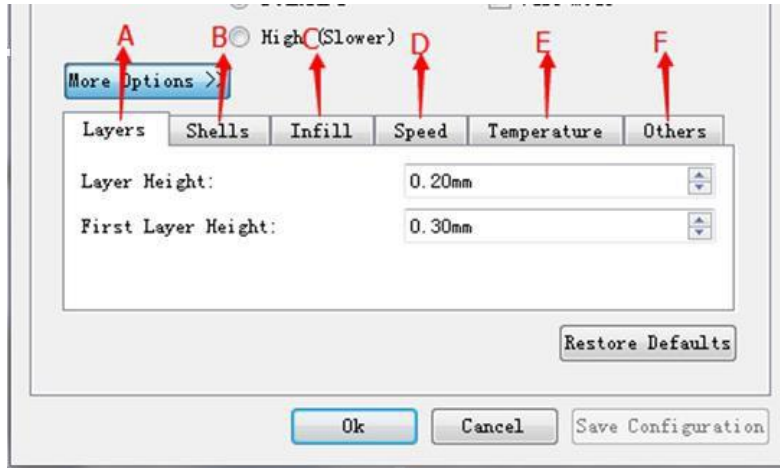 A B High (Slower) C D E F
More Options >>
Layers Shells Infill Speed Temperature Others
Layer Height: 0.20mm
First Layer Height: 0.30mm
Restore Defaults
Ok Cancel Save Configuration